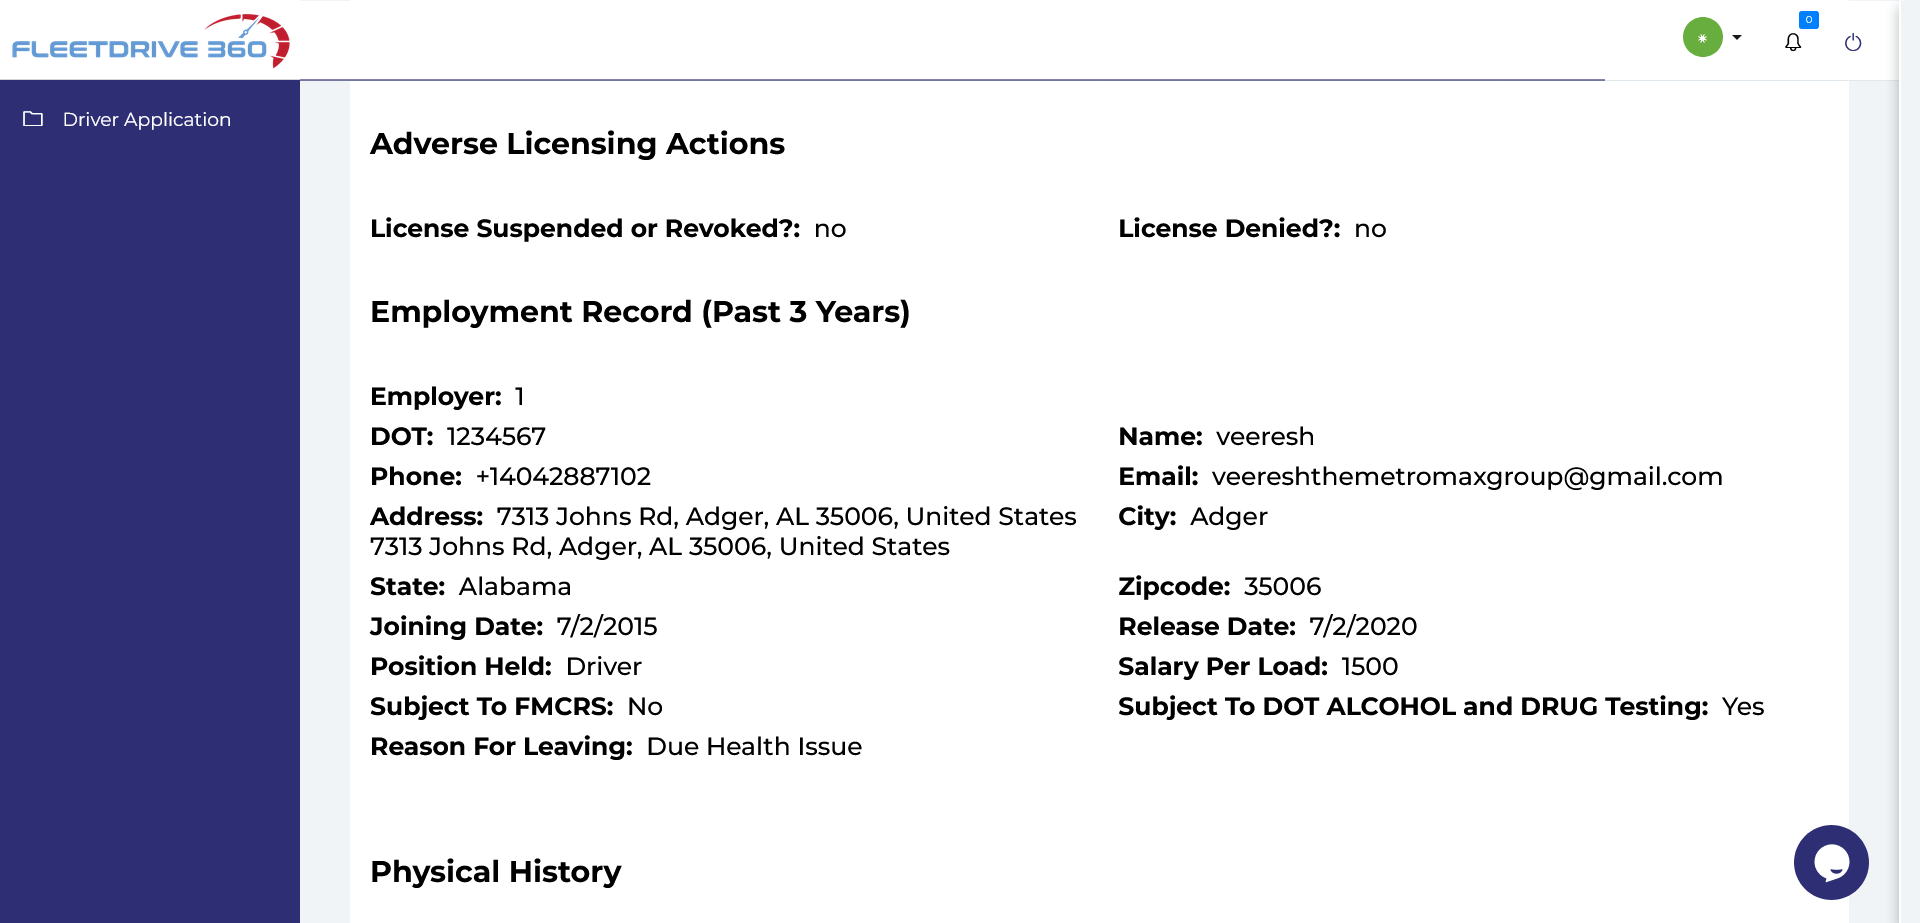 FLEETDRIVE 360
0
Driver Application
Adverse Licensing Actions
License Suspended or Revoked?: no
License Denied?: no
Employment Record (Past 3 Years)
Employer: 1
DOT: 1234567
Name: veeresh
Phone: +14042887102
Email: veereshthemetromaxgroup@gmail.com
Address: 7313 Johns Rd, Adger, AL 35006, United States
7313 Johns Rd, Adger, AL 35006, United States
City: Adger
State: Alabama
Zipcode: 35006
Joining Date: 7/2/2015
Release Date: 7/2/2020
Position Held: Driver
Salary Per Load: 1500
Subject To FMCRS: No
Subject To DOT ALCOHOL and DRUG Testing: Yes
Reason For Leaving: Due Health Issue
Physical History